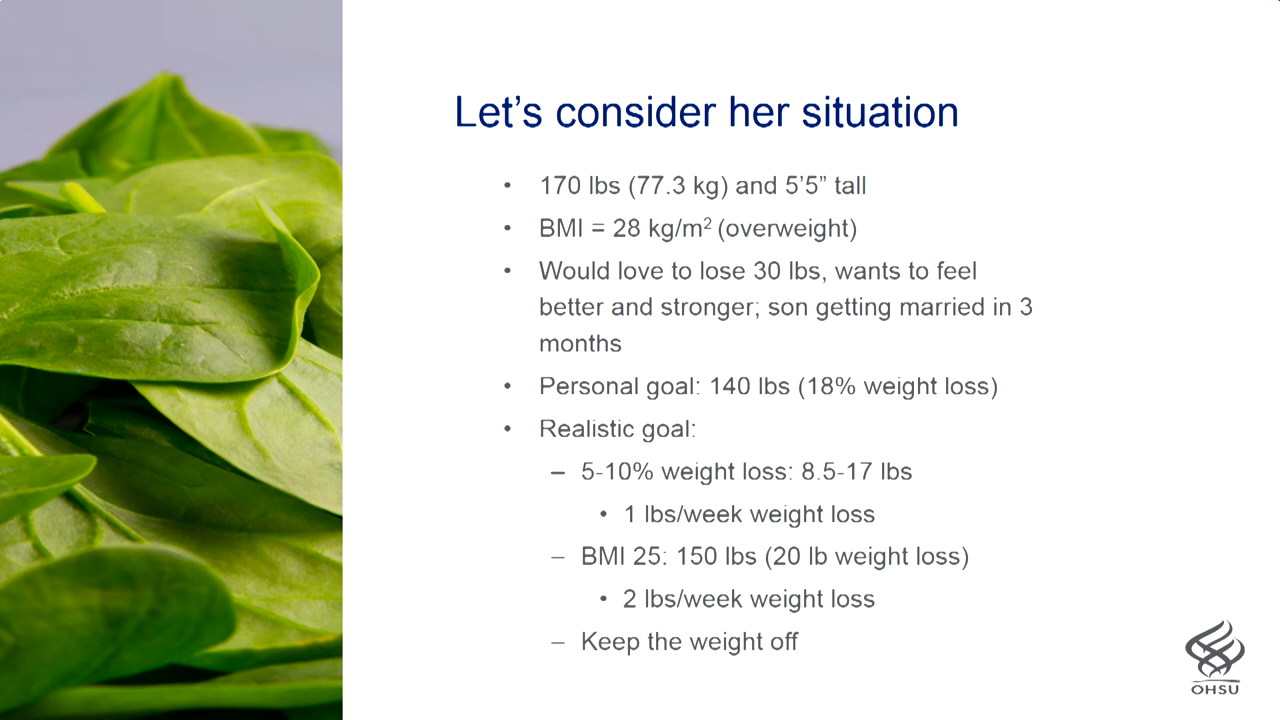 Let’s consider her situation
• 170 lbs (77.3 kg) and 5’5” tall
• BMI = 28 kg/m² (overweight)
• Would love to lose 30 lbs, wants to feel
better and stronger; son getting married in 3
months
• Personal goal: 140 lbs (18% weight loss)
• Realistic goal:
– 5-10% weight loss: 8.5-17 lbs
• 1 lbs/week weight loss
– BMI 25: 150 lbs (20 lb weight loss)
• 2 lbs/week weight loss
– Keep the weight off
OHSU